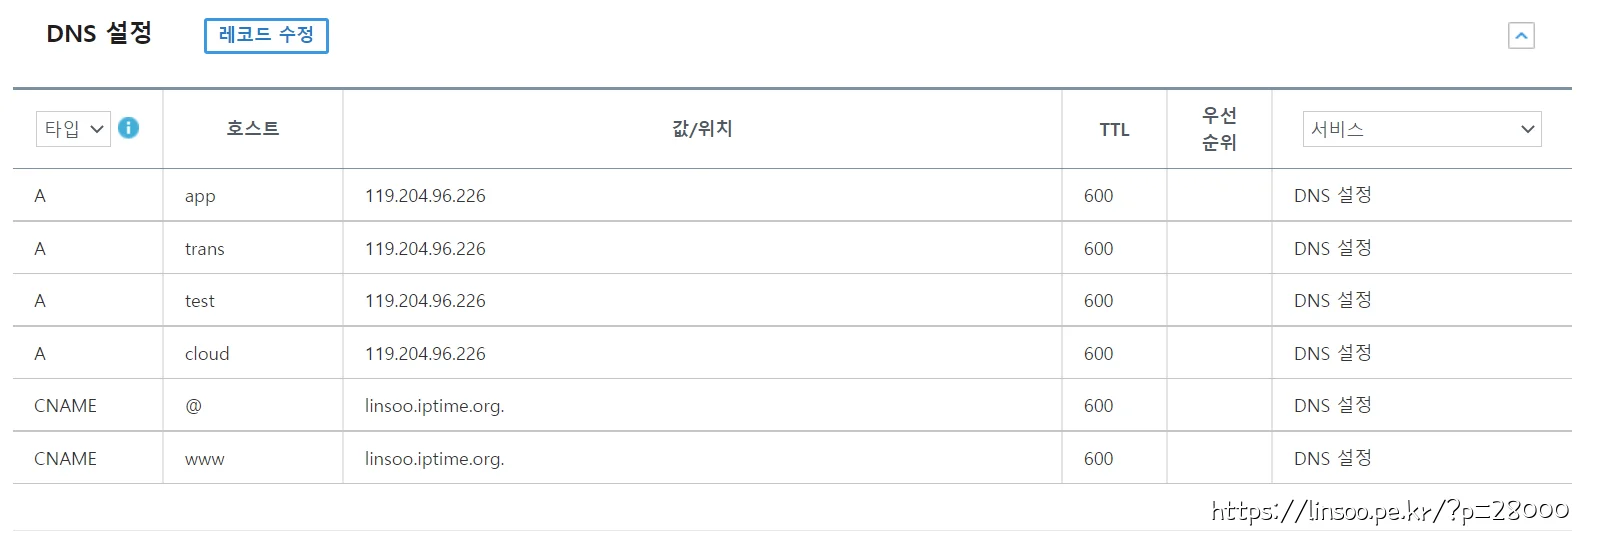 DNS 설정 레코드 수정
타입 호스트 값/위치 TTL 우선 순위 서비스
A app 119.204.96.226 600 DNS 설정
A trans 119.204.96.226 600 DNS 설정
A test 119.204.96.226 600 DNS 설정
A cloud 119.204.96.226 600 DNS 설정
CNAME @ linsoo.iptime.org. 600 DNS 설정
CNAME www linsoo.iptime.org. 600 DNS 설정
https://linsoo.pe.kr/?p=28000